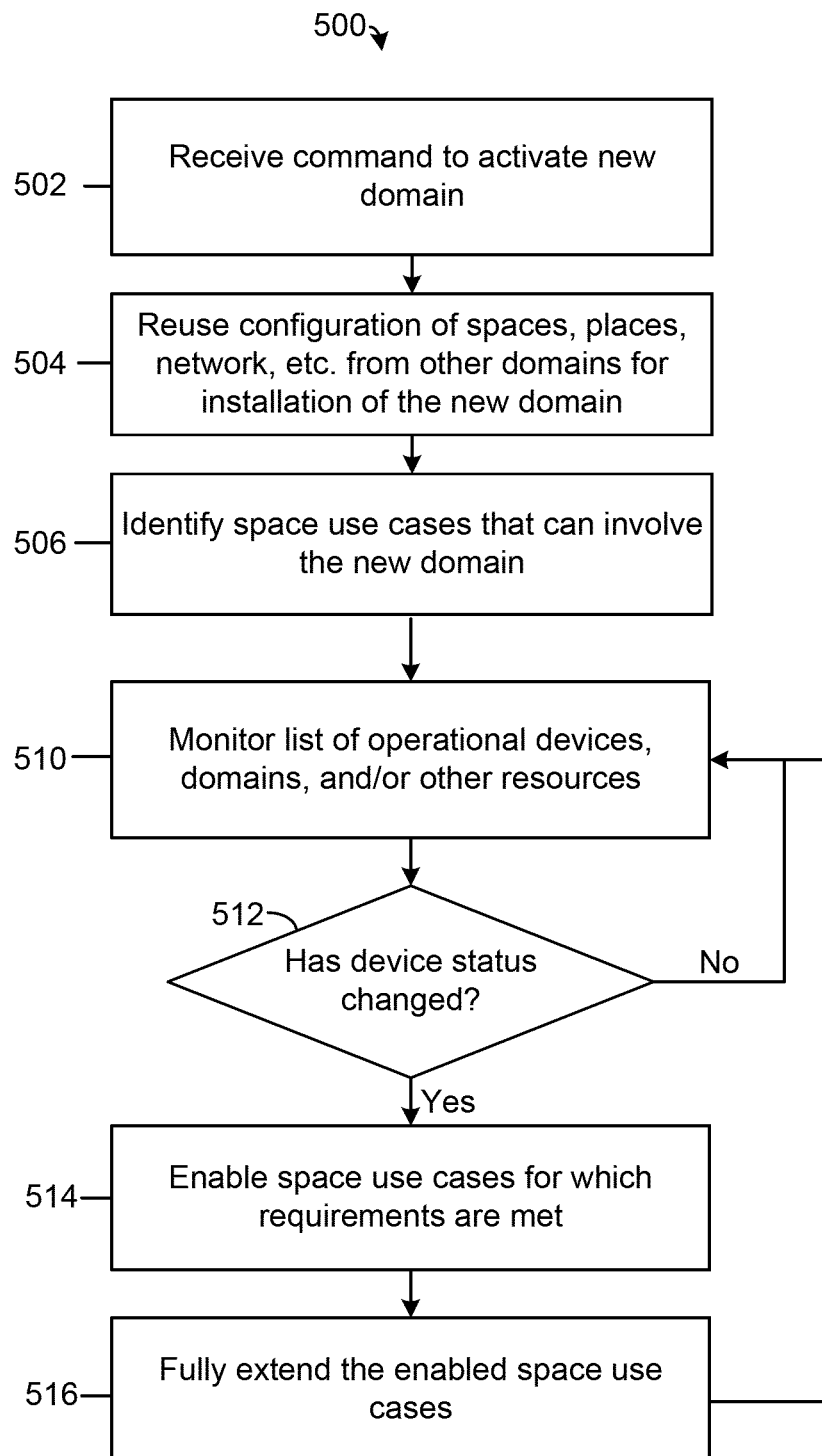 500
502
Receive command to activate new
domain
504
Reuse configuration of spaces, places,
network, etc. from other domains for
installation of the new domain
506
Identify space use cases that can involve
the new domain
510
Monitor list of operational devices,
domains, and/or other resources
512
Has device status
changed?
No
Yes
514
Enable space use cases for which
requirements are met
516
Fully extend the enabled space use
cases